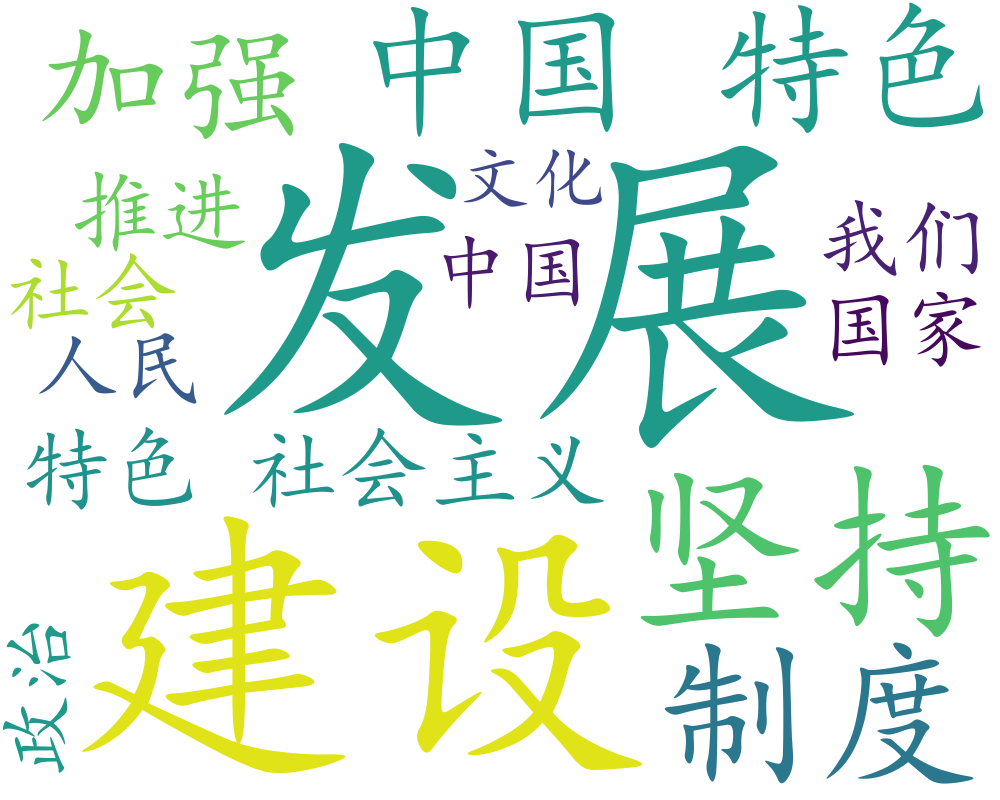 加强 中国 特色
推进
文化
发展
中国
我们
社会
国家
人民
特色 社会主义
坚持
建设
制度
政治